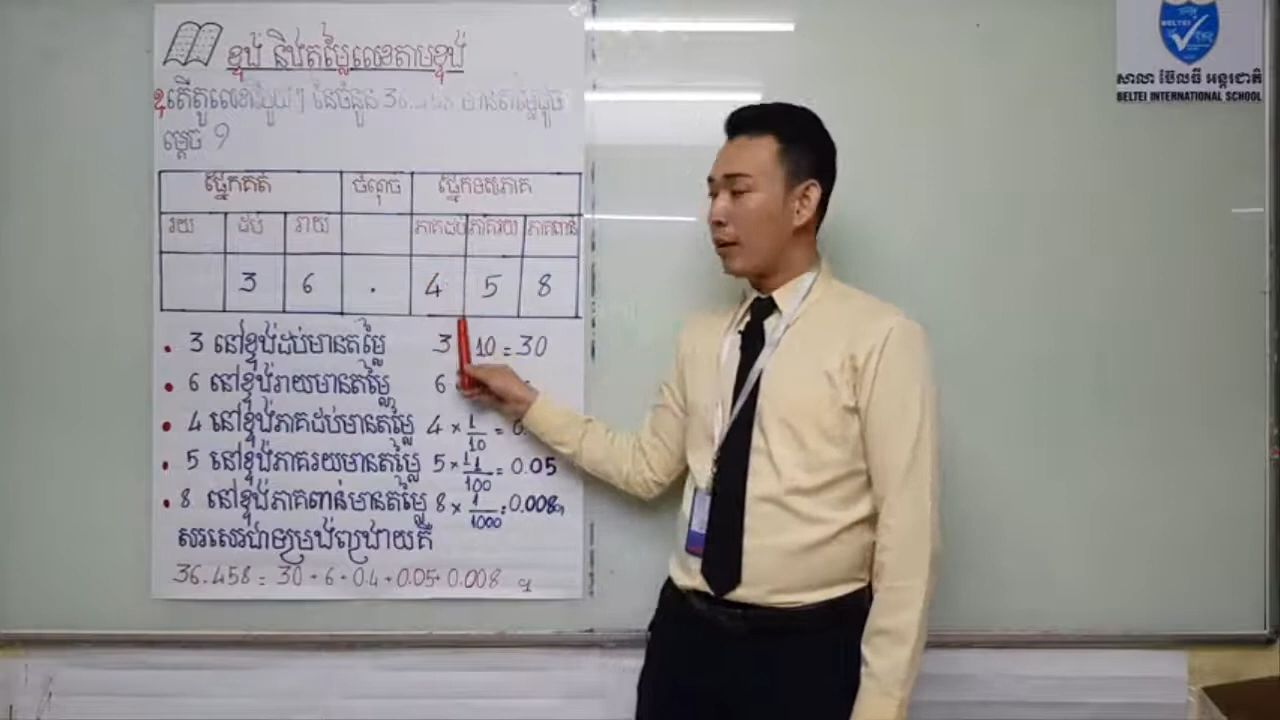 ខ្ទង់ និងតម្លៃលេខតាមខ្ទង់
តើតួលេខនីមួយៗ នៃចំនួន 36.458 មានតម្លៃដូច
ម្តេច ?
ផ្នែកគត់ ចំណុច ផ្នែកទសភាគ
រយ ដប់ រាយ ភាគដប់ ភាគរយ ភាគពាន់
3 6 . 4 5 8
• 3 នៅខ្ទង់ដប់មានតម្លៃ 3 10 = 30
• 6 នៅខ្ទង់រាយមានតម្លៃ 6
• 4 នៅខ្ទង់ភាគដប់មានតម្លៃ 4 × 1/10 = 0.
• 5 នៅខ្ទង់ភាគរយមានតម្លៃ 5 × 1/100 = 0.05
• 8 នៅខ្ទង់ភាគពាន់មានតម្លៃ 8 × 1/1000 = 0.008។
សរសេរជាទម្រង់ពង្រាយគឺ
36.458 = 30 + 6 + 0.4 + 0.05 + 0.008 ។
BELTEI
សាលា ប៊ែលធី អន្តរជាតិ
BELTEI INTERNATIONAL SCHOOL